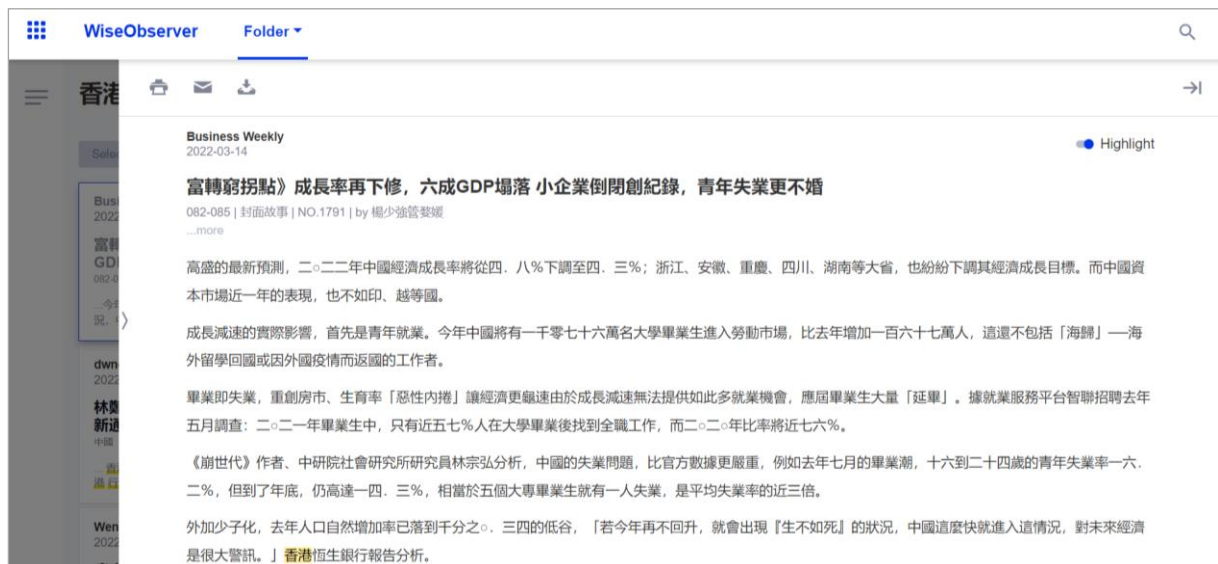 WiseObserver
Folder
香港
Selec
Busi
2022
富轉
GDI
082-0
dwn
2022
林鄭
新通
中國
Wen
2022
Business Weekly
2022-03-14
Highlight
富轉窮拐點》成長率再下修，六成GDP塌落 小企業倒閉創紀錄，青年失業更不婚
082-085 | 封面故事 | NO.1791 | by 楊少強管婺媛
...more
高盛的最新預測，二○二二年中國經濟成長率將從四．八％下調至四．三％；浙江、安徽、重慶、四川、湖南等大省，也紛紛下調其經濟成長目標。而中國資
本市場近一年的表現，也不如印、越等國。
成長減速的實際影響，首先是青年就業。今年中國將有一千零七十六萬名大學畢業生進入勞動市場，比去年增加一百六十七萬人，這還不包括「海歸」──海
外留學回國或因外國疫情而返國的工作者。
畢業即失業，重創房市、生育率「惡性內捲」讓經濟更龜速由於成長減速無法提供如此多就業機會，應屆畢業生大量「延畢」。據就業服務平台智聯招聘去年
五月調查：二○二一年畢業生中，只有近五七％人在大學畢業後找到全職工作，而二○二○年比率將近七六％。
《崩世代》作者、中研院社會研究所研究員林宗弘分析，中國的失業問題，比官方數據更嚴重，例如去年七月的畢業潮，十六到二十四歲的青年失業率一六．
二％，但到了年底，仍高達一四．三％，相當於五個大專畢業生就有一人失業，是平均失業率的近三倍。
外加少子化，去年人口自然增加率已落到千分之○．三四的低谷，「若今年再不回升，就會出現『生不如死』的狀況，中國這麼快就進入這情況，對未來經濟
是很大警訊。」香港恆生銀行報告分析。